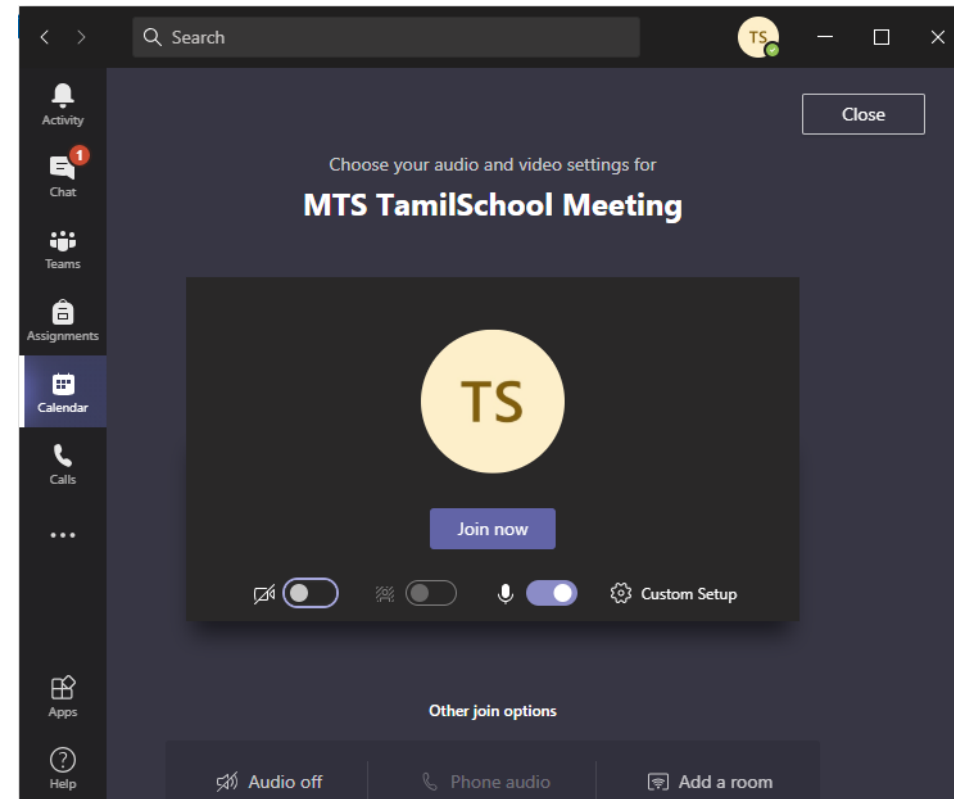 Search
TS
Activity
Close
1
Chat
Choose your audio and video settings for
MTS TamilSchool Meeting
Teams
Assignments
Calendar
TS
Calls
Join now
Custom Setup
Apps
Other join options
Help
Audio off
Phone audio
Add a room